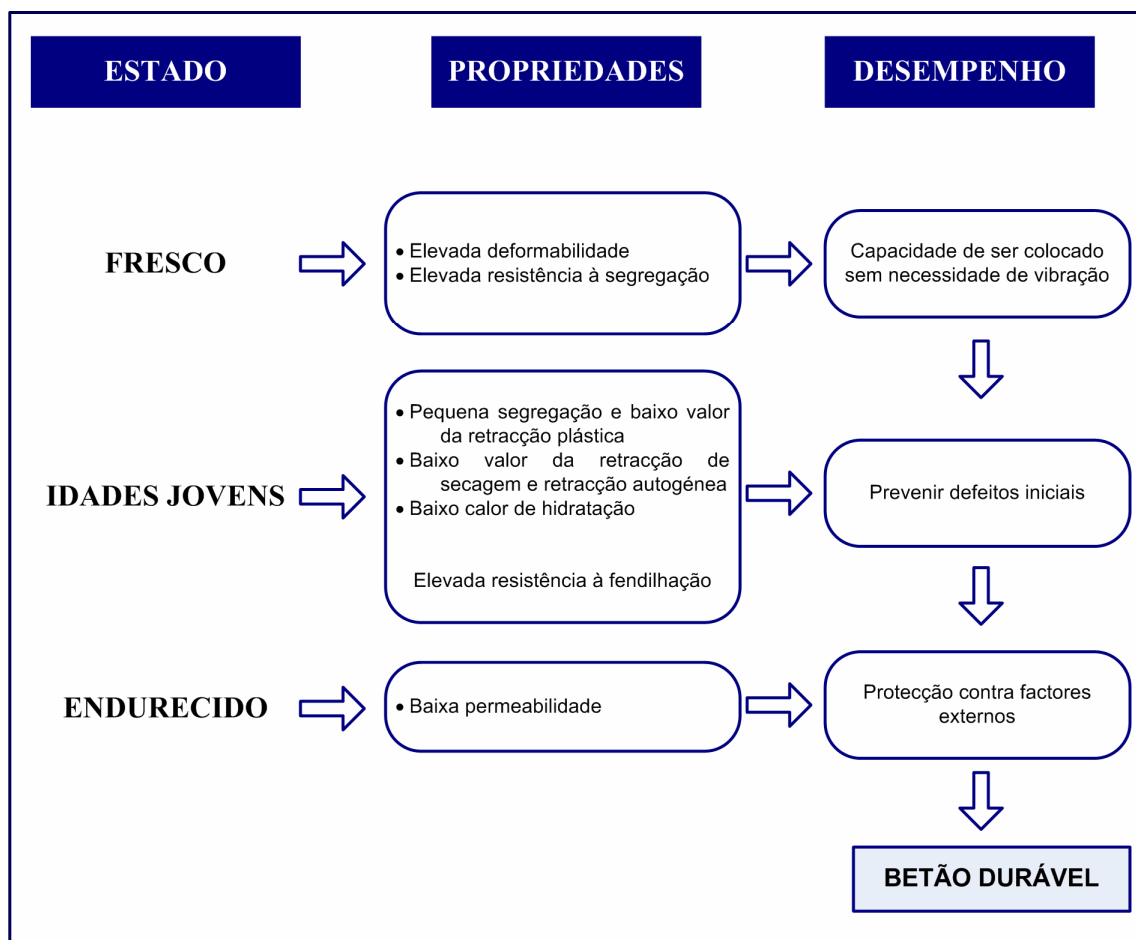 ESTADO
PROPRIEDADES
DESEMPENHO
FRESCO
• Elevada deformabilidade
• Elevada resistência à segregação
Capacidade de ser colocado
sem necessidade de vibração
IDADES JOVENS
• Pequena segregação e baixo valor
da retracção plástica
• Baixo valor da retracção de
secagem e retracção autogénea
• Baixo calor de hidratação
Elevada resistência à fendilhação
Prevenir defeitos iniciais
ENDURECIDO
• Baixa permeabilidade
Protecção contra factores
externos
BETÃO DURÁVEL